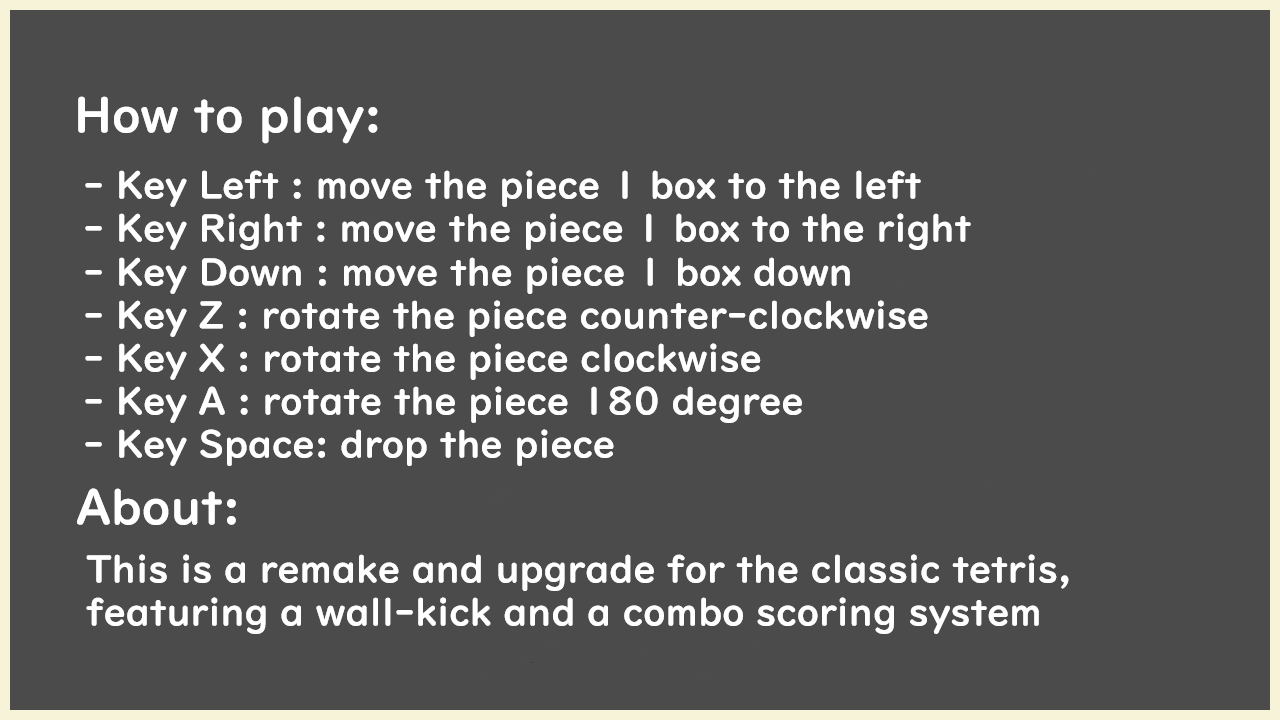 How to play:
- Key Left : move the piece 1 box to the left
- Key Right : move the piece 1 box to the right
- Key Down : move the piece 1 box down
- Key Z : rotate the piece counter-clockwise
- Key X : rotate the piece clockwise
- Key A : rotate the piece 180 degree
- Key Space: drop the piece
About:
This is a remake and upgrade for the classic tetris,
featuring a wall-kick and a combo scoring system